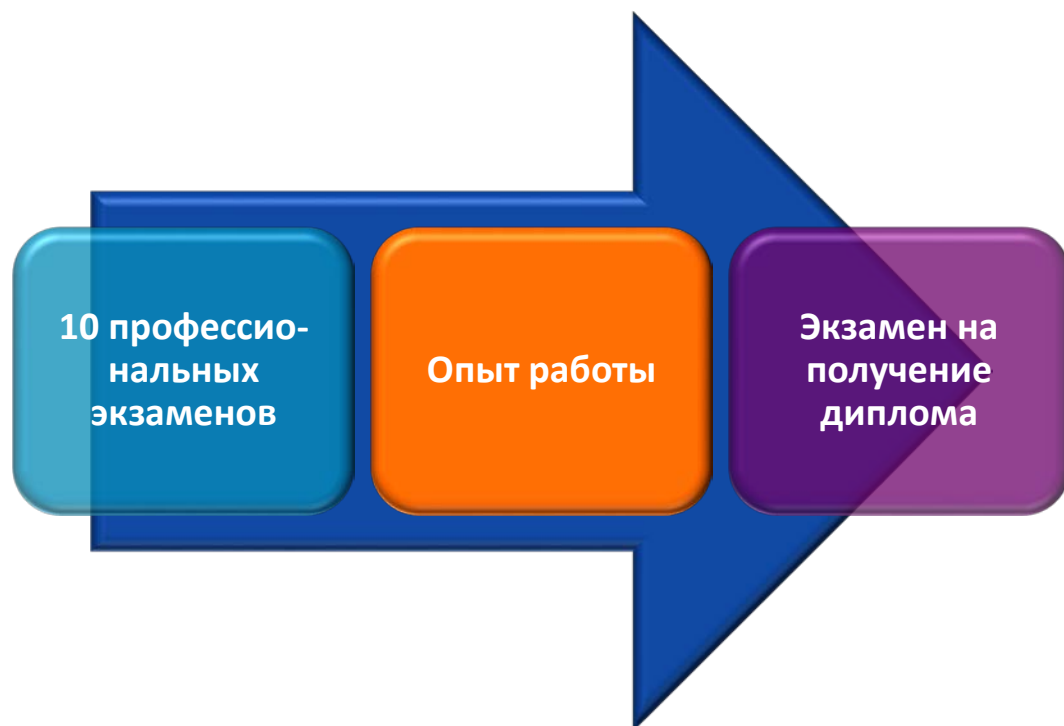 10 профессио-
нальных
экзаменов
Опыт работы
Экзамен на
получение
диплома